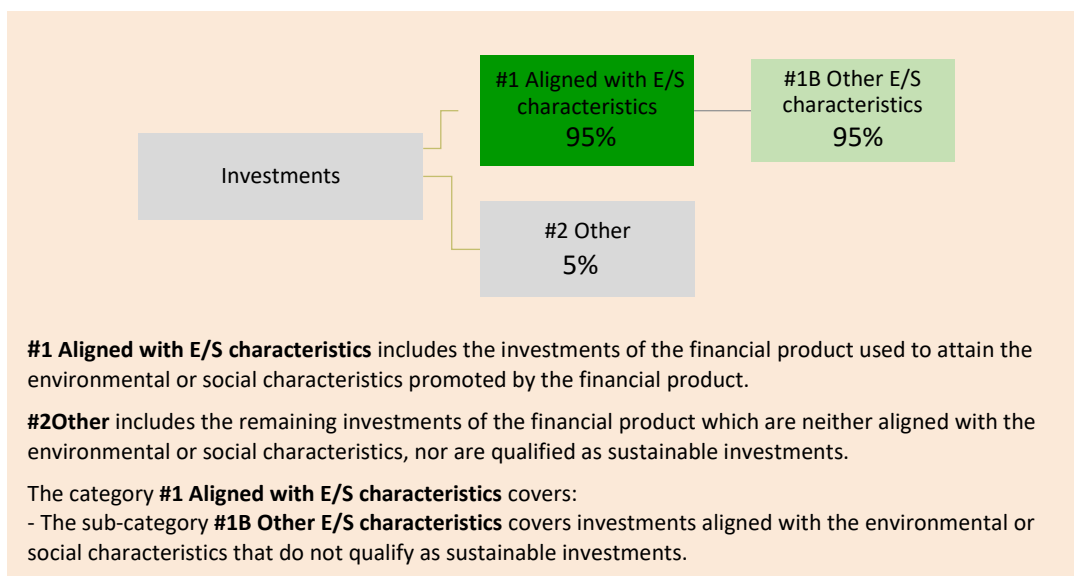 #1 Aligned with E/S
characteristics
95%
#1B Other E/S
characteristics
95%
Investments
#2 Other
5%
#1 Aligned with E/S characteristics includes the investments of the financial product used to attain the
environmental or social characteristics promoted by the financial product.
#2Other includes the remaining investments of the financial product which are neither aligned with the
environmental or social characteristics, nor are qualified as sustainable investments.
The category #1 Aligned with E/S characteristics covers:
- The sub-category #1B Other E/S characteristics covers investments aligned with the environmental or
social characteristics that do not qualify as sustainable investments.